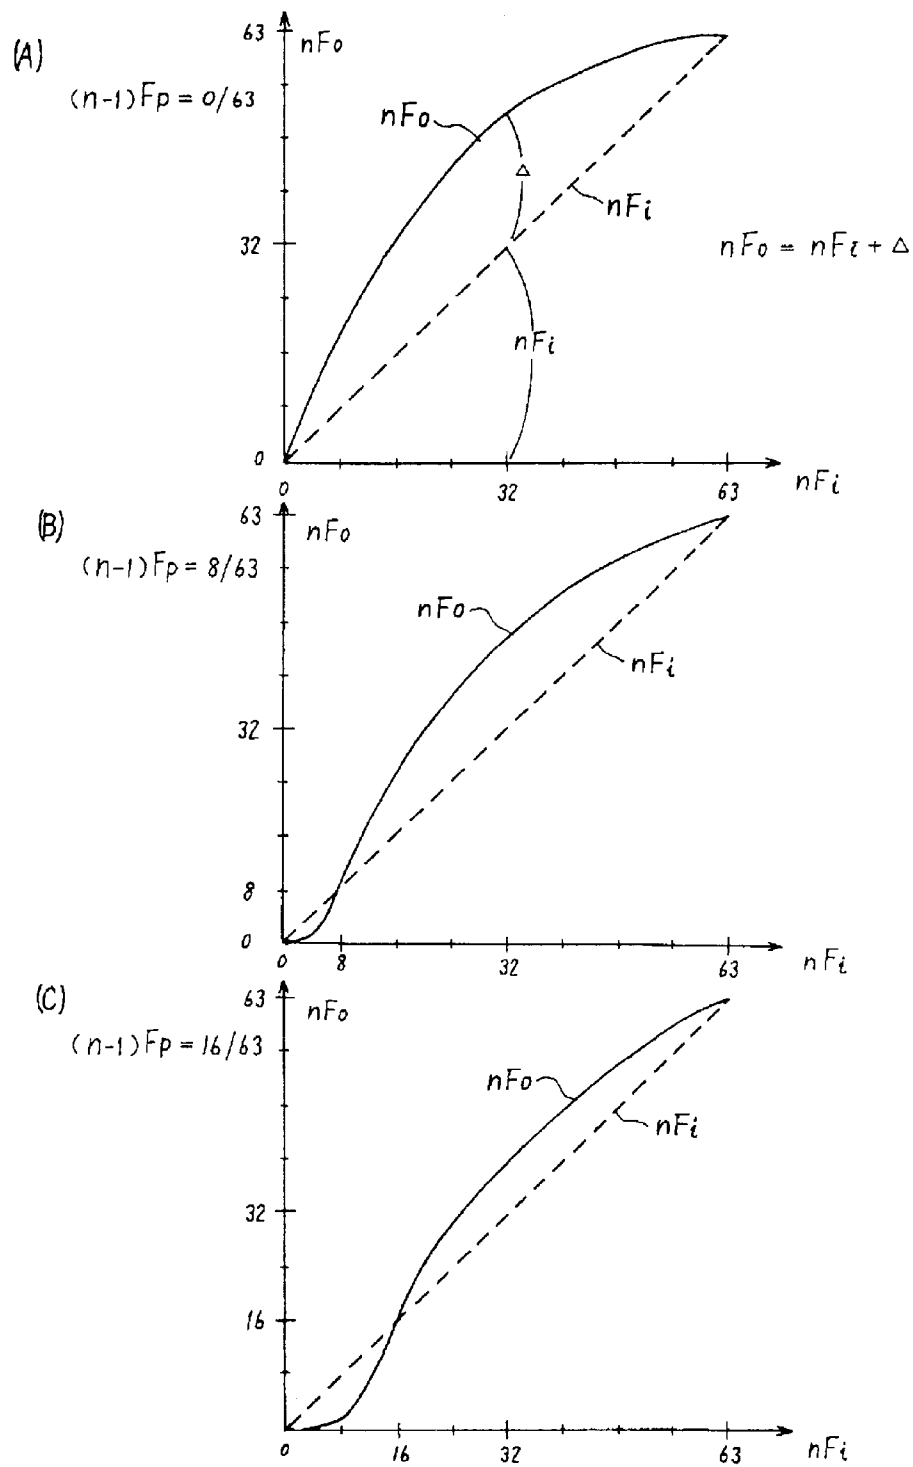 (A)
63
nFo
(n-1)Fp = 0/63
nFo
Δ
nFi
32
nFo = nFi + Δ
nFi
0
0
32
63
nFi
(B)
63
nFo
(n-1)Fp = 8/63
nFo
nFi
32
8
0
0
8
32
63
nFi
(C)
63
nFo
(n-1)Fp = 16/63
nFo
nFi
32
16
0
16
32
63
nFi